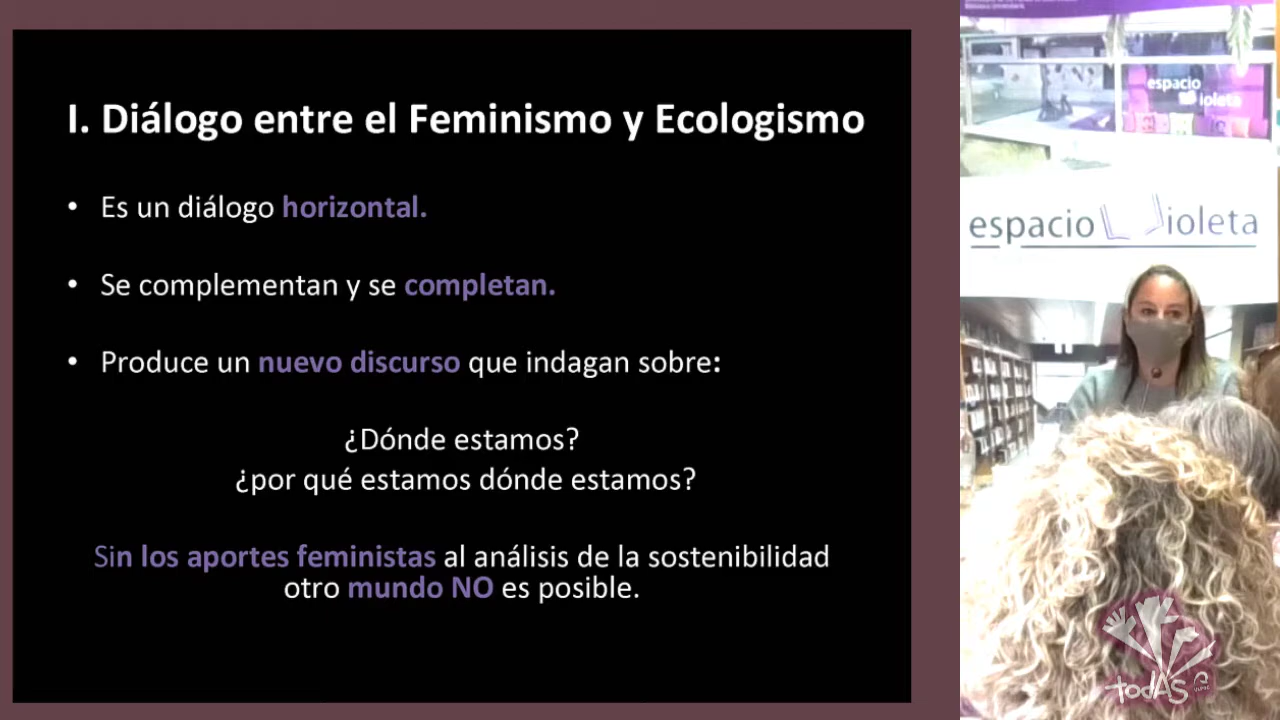 I. Diálogo entre el Feminismo y Ecologismo
• Es un diálogo horizontal.
• Se complementan y se completan.
• Produce un nuevo discurso que indagan sobre:
¿Dónde estamos?
¿por qué estamos dónde estamos?
Sin los aportes feministas al análisis de la sostenibilidad
otro mundo NO es posible.
espacio
ioleta
espacio ioleta
todAS